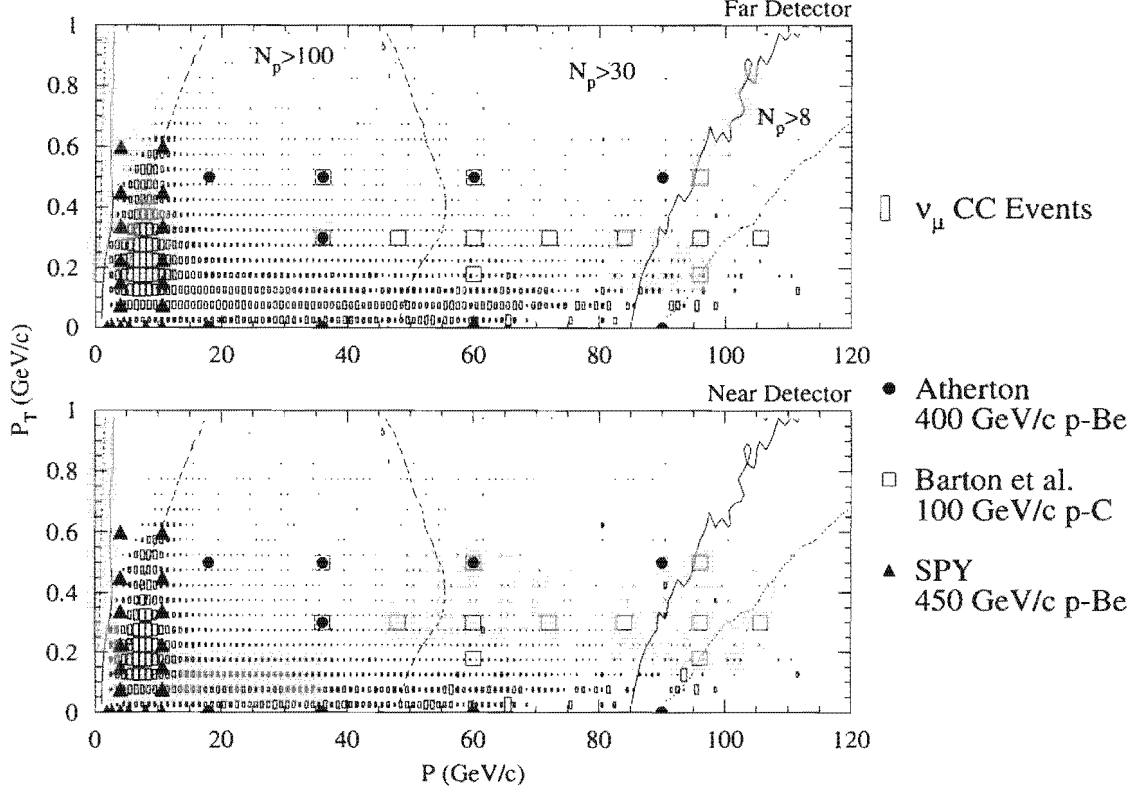 Far Detector
N_p>100
N_p>30
N_p>8
1
0.8
0.6
0.4
0.2
0
0 20 40 60 80 100 120
ν_μ CC Events
P_T (GeV/c)
Near Detector
1
0.8
0.6
0.4
0.2
0
0 20 40 60 80 100 120
P (GeV/c)
Atherton
400 GeV/c p-Be
Barton et al.
100 GeV/c p-C
SPY
450 GeV/c p-Be